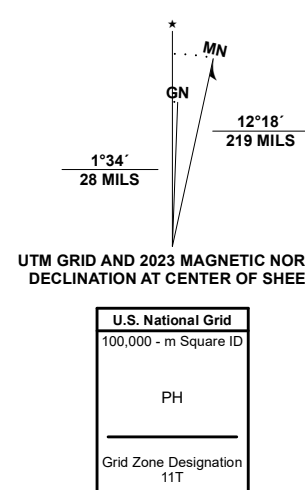 ★
MN
GN
12°18´
219 MILS
1°34´
28 MILS
UTM GRID AND 2023 MAGNETIC NOR
DECLINATION AT CENTER OF SHEE
U.S. National Grid
100,000 - m Square ID
PH
Grid Zone Designation
11T